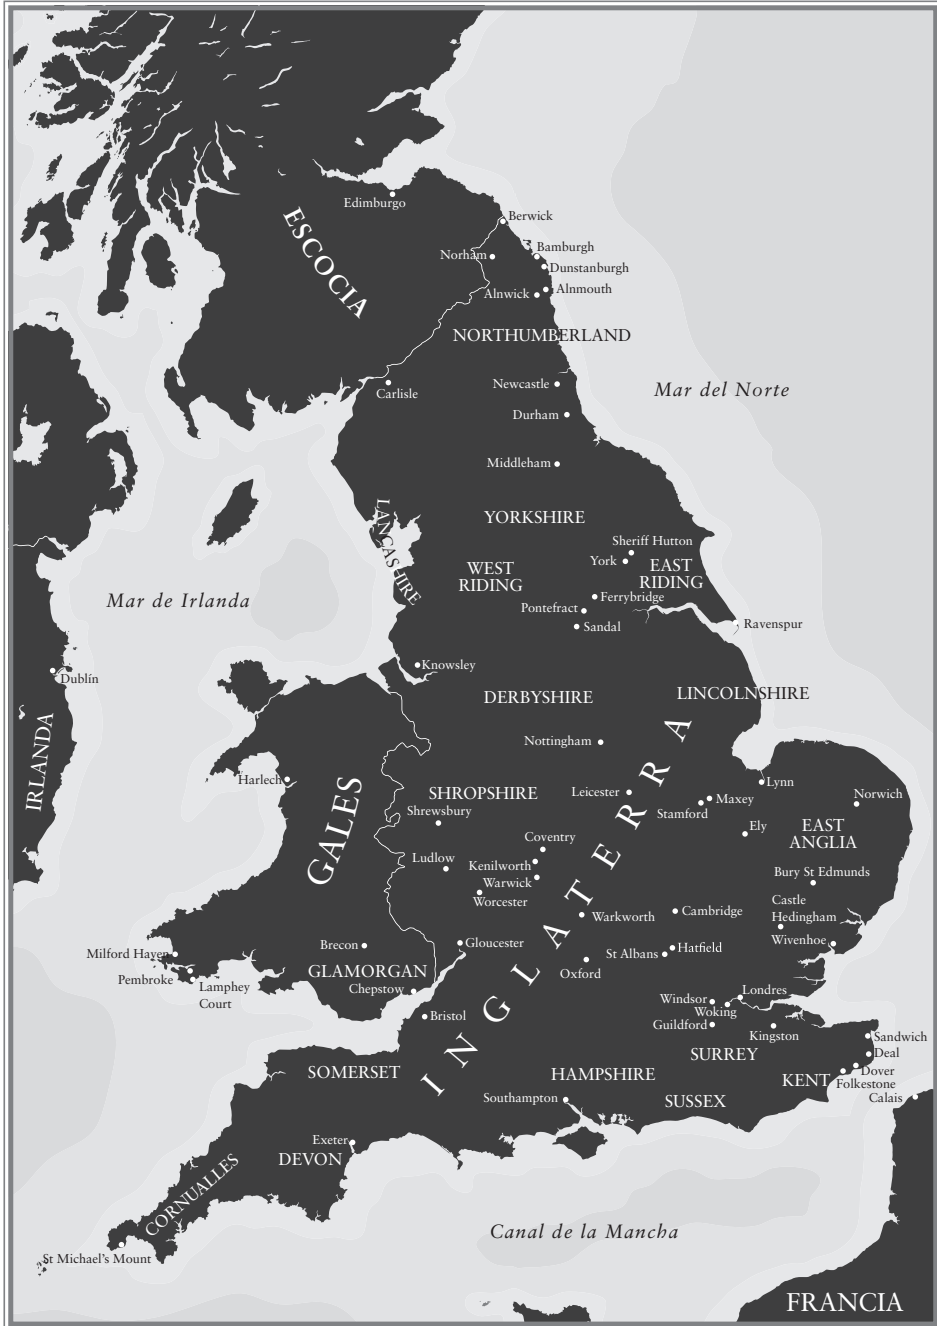 Edimburgo
ESCOCIA
Berwick
Bamburgh
Norham
Dunstanburgh
Alnmouth
Alnwick
NORTHUMBERLAND
Carlisle
Newcastle
Mar del Norte
Durham
Middleham
LANCASHIRE
YORKSHIRE
Sheriff Hutton
York
WEST
RIDING
EAST
RIDING
Mar de Irlanda
Ferrybridge
Pontefract
Sandal
Ravenspur
Knowsley
Dublín
DERBYSHIRE
LINCOLNSHIRE
IRLANDA
Nottingham
Harlech
GALES
SHROPSHIRE
Shrewsbury
Leicester
Lynn
Maxey
Stamford
Norwich
Ely
EAST
ANGLIA
Coventry
Ludlow
Kenilworth
Warwick
Worcester
INGLATERRA
Bury St Edmunds
Castle
Hedingham
Cambridge
Warkworth
Wivenhoe
Milford Haven
Brecon
Gloucester
St Albans
Hatfield
Oxford
GLAMORGAN
Pembroke
Lamphey
Court
Chepstow
Londres
Windsor
Woking
Bristol
Guildford
Kingston
Sandwich
SURREY
Deal
SOMERSET
HAMPSHIRE
KENT
Dover
Folkestone
Calais
Southampton
SUSSEX
Exeter
DEVON
CORNUALLES
Canal de la Mancha
St Michael's Mount
FRANCIA